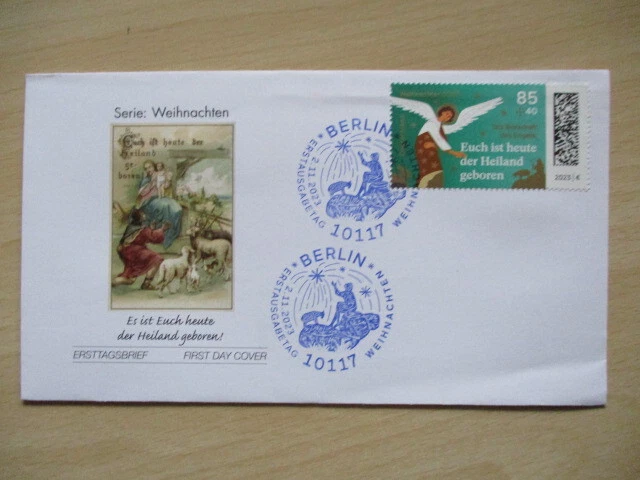 Serie: Weihnachten
Euch ist heute der
Heiland
ge-
boren
Es ist Euch heute
der Heiland geboren!
ERSTTAGSBRIEF FIRST DAY COVER
BERLIN
ERSTAUSGABETAG
2.11.2023
10117
WEIHNACHTEN
BERLIN
ERSTAUSGABETAG
2.11.2023
10117
WEIHNACHTEN
85
40
Euch ist heute
der Heiland
geboren
2023